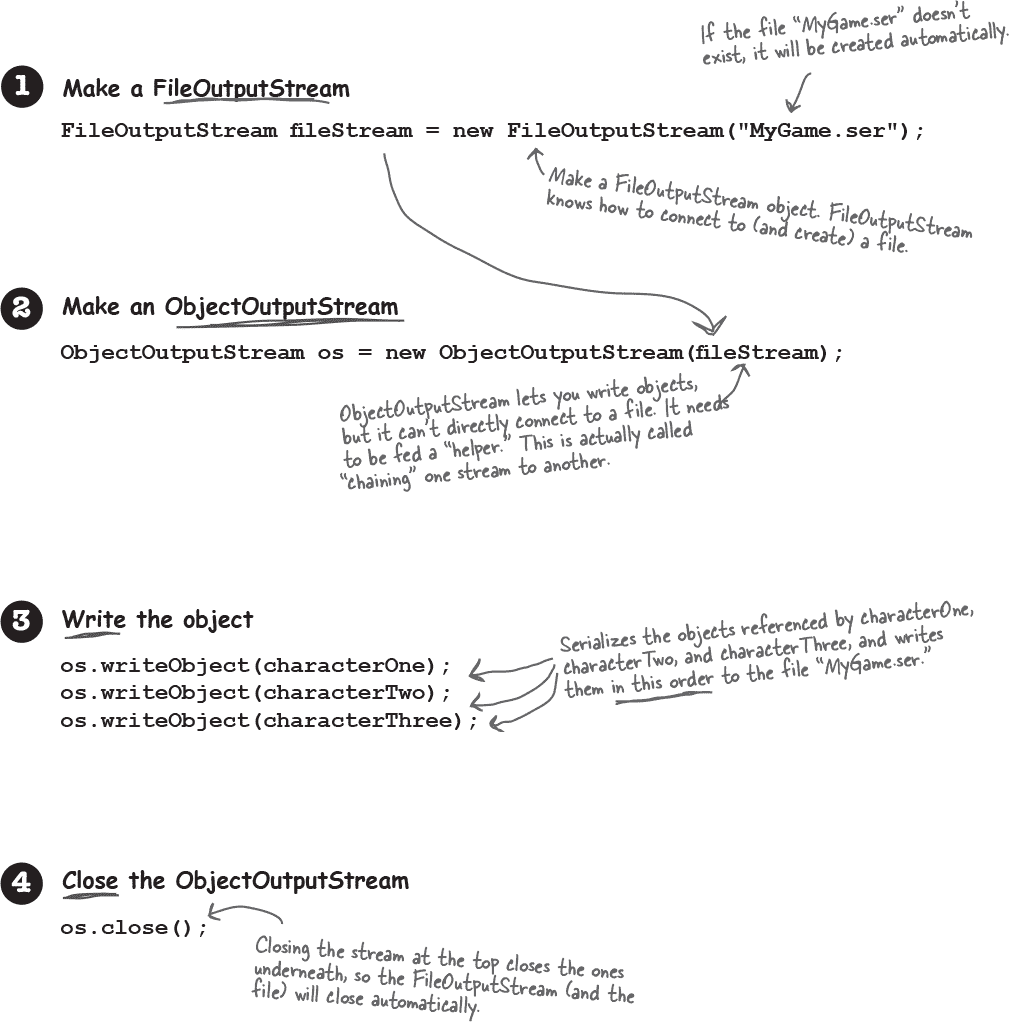 If the file “MyGame.ser” doesn’t
exist, it will be created automatically.
1 Make a FileOutputStream
FileOutputStream fileStream = new FileOutputStream("MyGame.ser");
Make a FileOutputStream object. FileOutputStream
knows how to connect to (and create) a file.
2 Make an ObjectOutputStream
ObjectOutputStream os = new ObjectOutputStream(fileStream);
ObjectOutputStream lets you write objects,
but it can’t directly connect to a file. It needs
to be fed a “helper.” This is actually called
“chaining” one stream to another.
3 Write the object
os.writeObject(characterOne);
os.writeObject(characterTwo);
os.writeObject(characterThree);
Serializes the objects referenced by characterOne,
characterTwo, and characterThree, and writes
them in this order to the file “MyGame.ser.”
4 Close the ObjectOutputStream
os.close();
Closing the stream at the top closes the ones
underneath, so the FileOutputStream (and the
file) will close automatically.